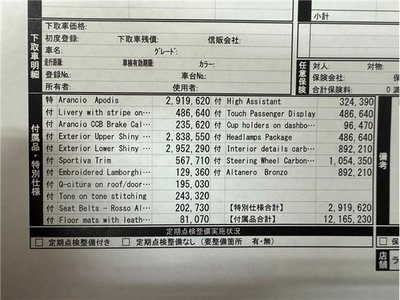 下取車価格: 小計
初度登録: 下取車残債: 信販会社:
車名: グレード:
走行距離: 車検有効期限: カラー: 対人: 対物:
登録No.: 車台No.: 保険会社:
所有者: 使用者: 合計保険料: 0
下取車明細
任意保険
特 Arancio Apodis 2,919,620 付 High Assistant 324,390
付 Livery with stripe on… 486,640 付 Touch Passenger Display 486,640
付 Arancio CCB Brake Cal… 235,620 付 Cup holders on dashbo… 96,470
付 Exterior Upper Shiny … 2,838,550 付 Headlamps Package 486,640
付 Exterior Lower Shiny … 2,952,290 付 Interior details carb… 892,210
付 Sportiva Trim 567,710 付 Steering Wheel Carbon… 1,054,350
付 Embedded Lamborghi… 129,360 付 Altanero Bronzo 892,210
付 Q-citura on roof/door… 195,030
付 Tone on tone stitching 243,320
付 Seat Belts - Rosso Al… 202,730 【特別仕様合計】 2,919,620
付 Floor mats with leath… 81,070 【付属品合計】 12,165,230
付属品・特別仕様
備考
定期点検整備実施状況
□ 定期点検整備付き □ 定期点検整備なし (要整備箇所 有・無)
店舗